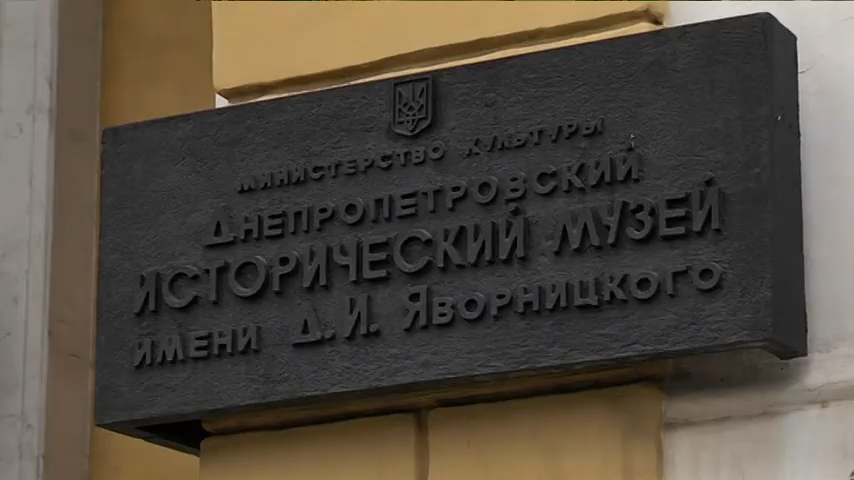 МИНИСТЕРСТВО КУЛЬТУРЫ
ДНЕПРОПЕТРОВСКИЙ
ИСТОРИЧЕСКИЙ МУЗЕЙ
ИМЕНИ Д. И. ЯВОРНИЦКОГО